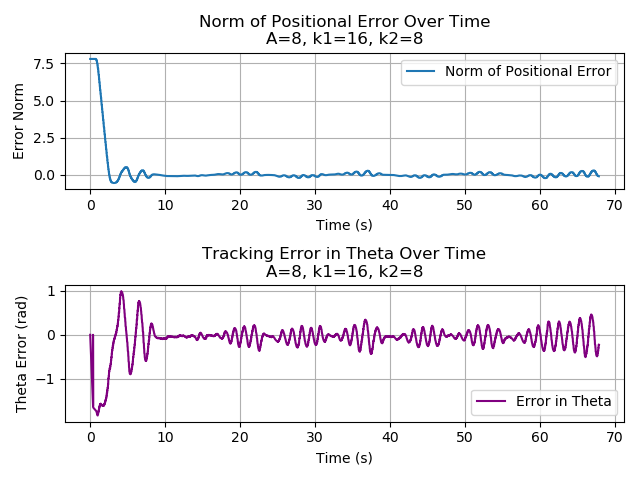 Norm of Positional Error Over Time
A=8, k1=16, k2=8
7.5
5.0
2.5
0.0
Error Norm
Norm of Positional Error
0 10 20 30 40 50 60 70
Time (s)
Tracking Error in Theta Over Time
A=8, k1=16, k2=8
1
0
−1
Theta Error (rad)
Error in Theta
0 10 20 30 40 50 60 70
Time (s)